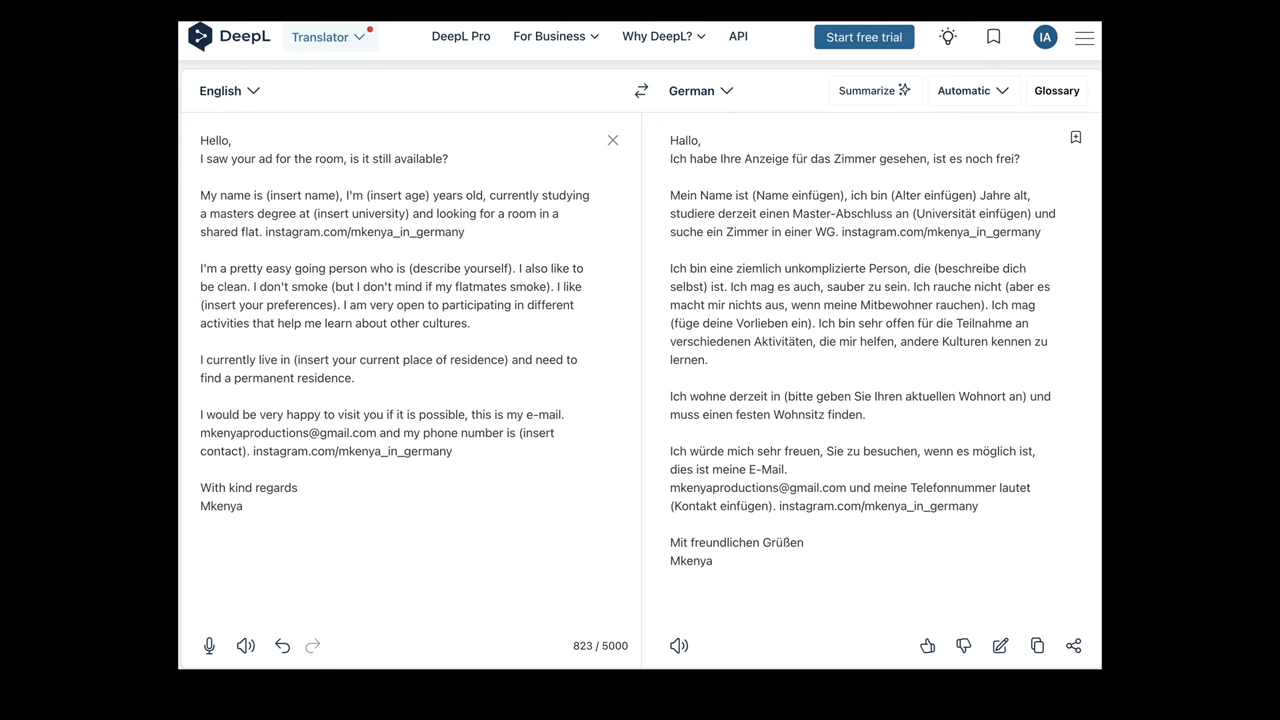 DeepL
Translator
DeepL Pro
For Business
Why DeepL?
API
Start free trial
IA
English
German
Summarize
Automatic
Glossary
Hello,
I saw your ad for the room, is it still available?
My name is (insert name), I'm (insert age) years old, currently studying
a masters degree at (insert university) and looking for a room in a
shared flat. instagram.com/mkenya_in_germany
I'm a pretty easy going person who is (describe yourself). I also like to
be clean. I don't smoke (but I don't mind if my flatmates smoke). I like
(insert your preferences). I am very open to participating in different
activities that help me learn about other cultures.
I currently live in (insert your current place of residence) and need to
find a permanent residence.
I would be very happy to visit you if it is possible, this is my e-mail.
mkenyaproductions@gmail.com and my phone number is (insert
contact). instagram.com/mkenya_in_germany
With kind regards
Mkenya
823 / 5000
Hallo,
Ich habe Ihre Anzeige für das Zimmer gesehen, ist es noch frei?
Mein Name ist (Name einfügen), ich bin (Alter einfügen) Jahre alt,
studiere derzeit einen Master-Abschluss an (Universität einfügen) und
suche ein Zimmer in einer WG. instagram.com/mkenya_in_germany
Ich bin eine ziemlich unkomplizierte Person, die (beschreibe dich
selbst) ist. Ich mag es auch, sauber zu sein. Ich rauche nicht (aber es
macht mir nichts aus, wenn meine Mitbewohner rauchen). Ich mag
(füge deine Vorlieben ein). Ich bin sehr offen für die Teilnahme an
verschiedenen Aktivitäten, die mir helfen, andere Kulturen kennen zu
lernen.
Ich wohne derzeit in (bitte geben Sie Ihren aktuellen Wohnort an) und
muss einen festen Wohnsitz finden.
Ich würde mich sehr freuen, Sie zu besuchen, wenn es möglich ist,
dies ist meine E-Mail.
mkenyaproductions@gmail.com und meine Telefonnummer lautet
(Kontakt einfügen). instagram.com/mkenya_in_germany
Mit freundlichen Grüßen
Mkenya